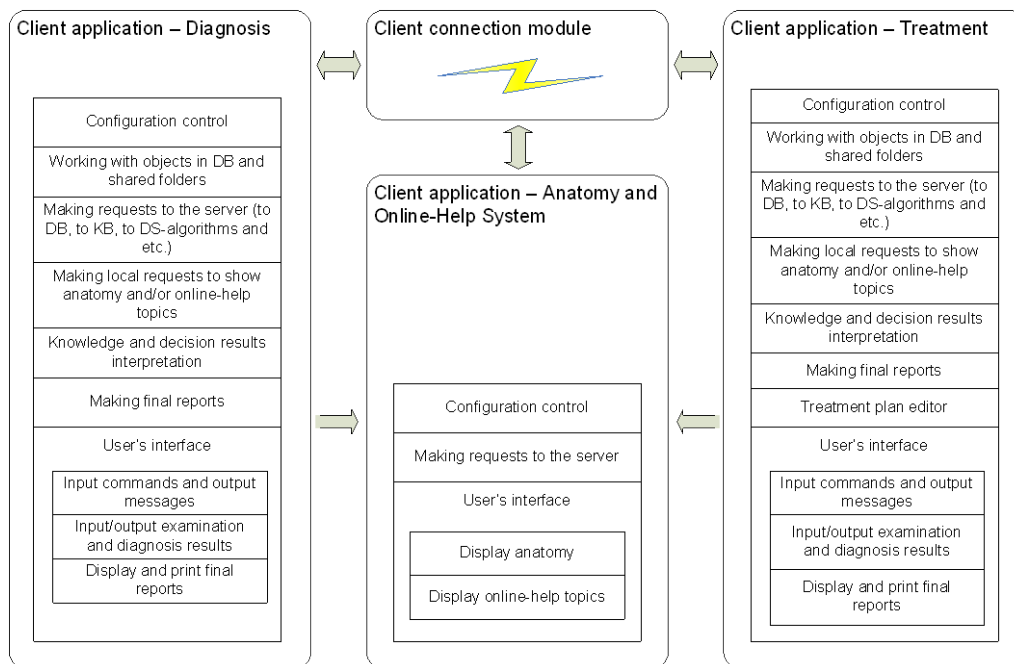 Client application – Diagnosis
Configuration control
Working with objects in DB and
shared folders
Making requests to the server (to
DB, to KB, to DS-algorithms and
etc.)
Making local requests to show
anatomy and/or online-help
topics
Knowledge and decision results
interpretation
Making final reports
User's interface
Input commands and output
messages
Input/output examination
and diagnosis results
Display and print final
reports
Client connection module
Client application – Anatomy and
Online-Help System
Configuration control
Making requests to the server
User's interface
Display anatomy
Display online-help topics
Client application – Treatment
Configuration control
Working with objects in DB and
shared folders
Making requests to the server (to
DB, to KB, to DS-algorithms and
etc.)
Making local requests to show
anatomy and/or online-help
topics
Knowledge and decision results
interpretation
Making final reports
Treatment plan editor
User's interface
Input commands and output
messages
Input/output examination
and diagnosis results
Display and print final
reports